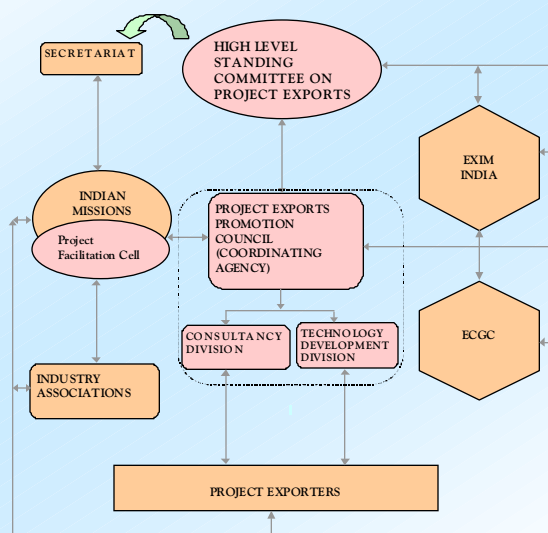 HIGH LEVEL
STANDING
COMMITTEE ON
PROJECT EXPORTS
SECRETARIAT
EXIM
INDIA
INDIAN
MISSIONS
Project
Facilitation Cell
PROJECT EXPORTS
PROMOTION
COUNCIL
(COORDINATING
AGENCY)
CONSULTANCY
DIVISION
TECHNOLOGY
DEVELOPMENT
DIVISION
ECGC
INDUSTRY
ASSOCIATIONS
PROJECT EXPORTERS